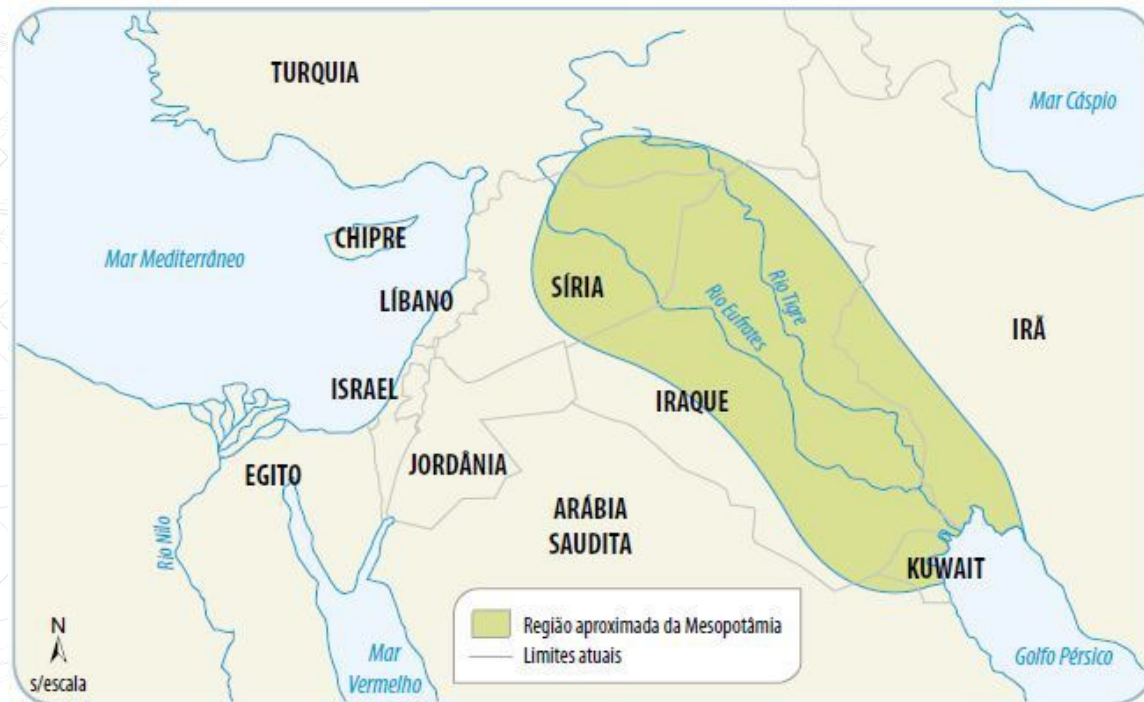 TURQUIA
Mar Cáspio
CHIPRE
Mar Mediterrâneo
LÍBANO
SÍRIA
Rio Tigre
Rio Eufrates
IRÃ
ISRAEL
IRAQUE
JORDÂNIA
EGITO
ARÁBIA
SAUDITA
Rio Nilo
KUWAIT
N
s/escala
Mar
Vermelho
Região aproximada da Mesopotâmia
Limites atuais
Golfo Pérsico